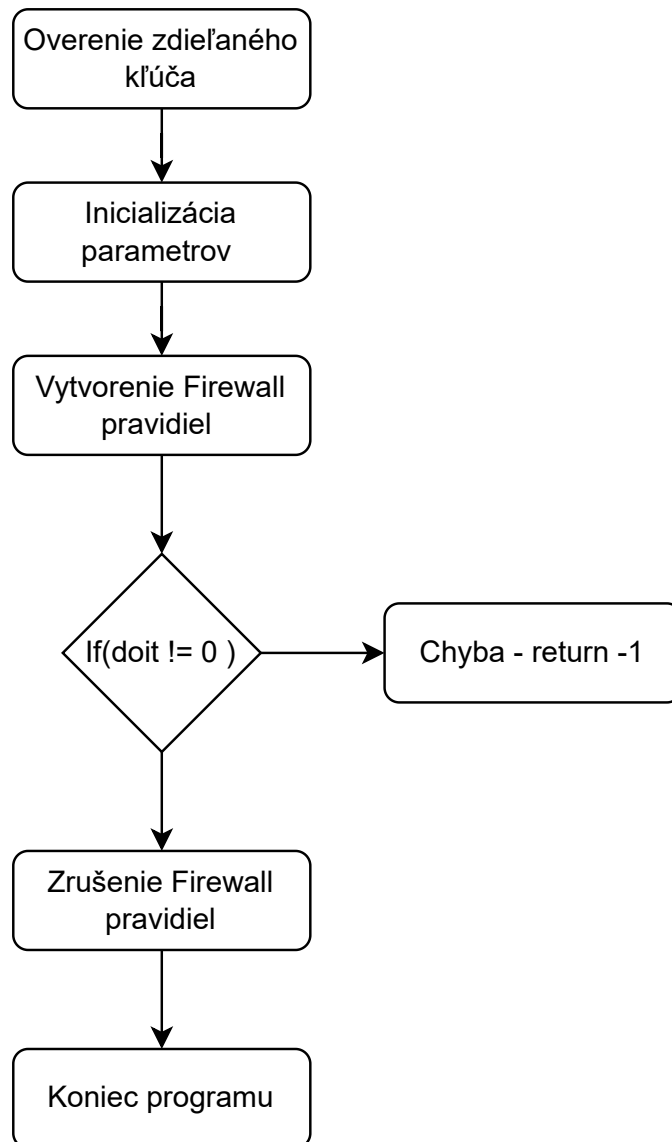 Overenie zdieľaného
kľúča
Inicializácia
parametrov
Vytvorenie Firewall
pravidiel
If(doit != 0 )
Chyba - return -1
Zrušenie Firewall
pravidiel
Koniec programu